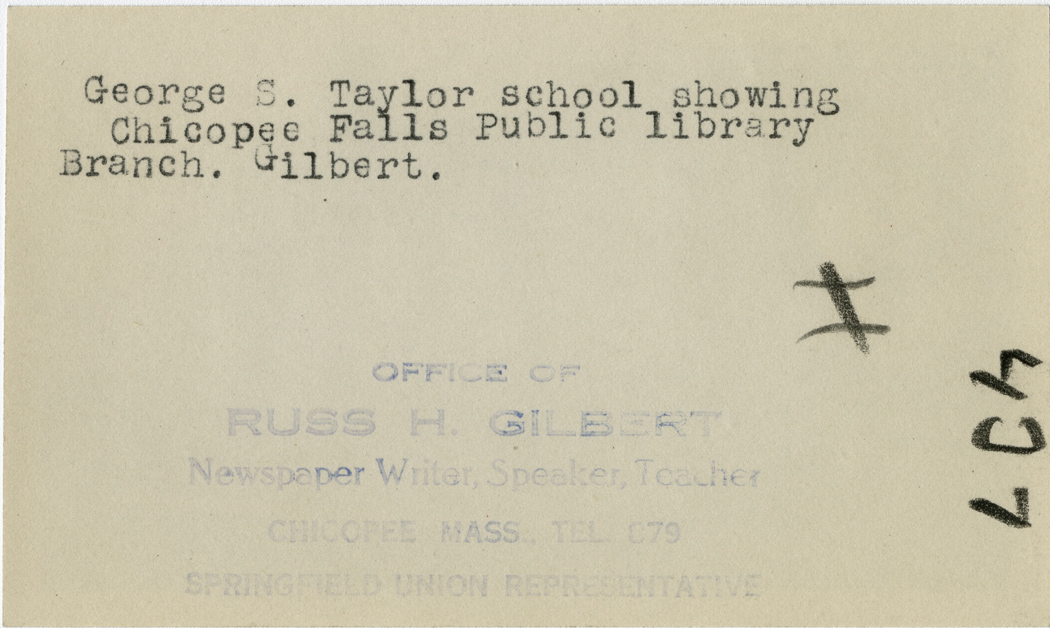 George S. Taylor school showing
Chicopee Falls Public library
Branch. Gilbert.
OFFICE OF
RUSS H. GILBERT
Newspaper Writer, Speaker, Teacher
CHICOPEE MASS., TEL. 879
SPRINGFIELD UNION REPRESENTATIVE